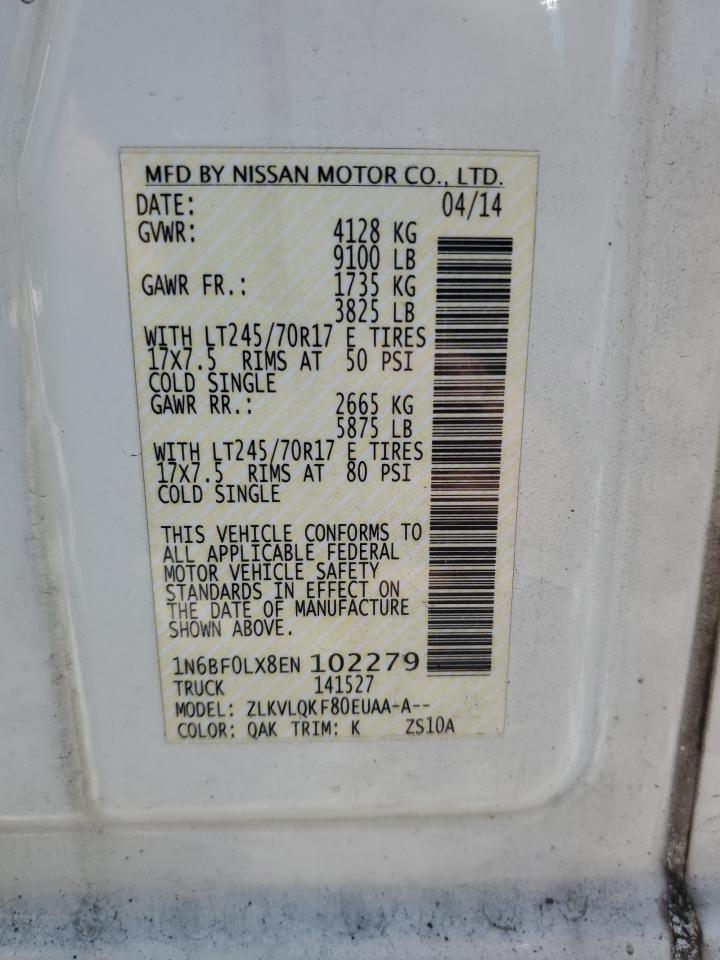 MFD BY NISSAN MOTOR CO., LTD.
DATE: 04/14
GVWR: 4128 KG
9100 LB
GAWR FR.: 1735 KG
3825 LB
WITH LT245/70R17 E TIRES
17X7.5 RIMS AT 50 PSI
COLD SINGLE
GAWR RR.: 2665 KG
5875 LB
WITH LT245/70R17 E TIRES
17X7.5 RIMS AT 80 PSI
COLD SINGLE
THIS VEHICLE CONFORMS TO
ALL APPLICABLE FEDERAL
MOTOR VEHICLE SAFETY
STANDARDS IN EFFECT ON
THE DATE OF MANUFACTURE
SHOWN ABOVE.
1N6BF0LX8EN 102279
TRUCK 141527
MODEL: ZLKVLQKF80EUAA-A--
COLOR: QAK TRIM: K ZS10A